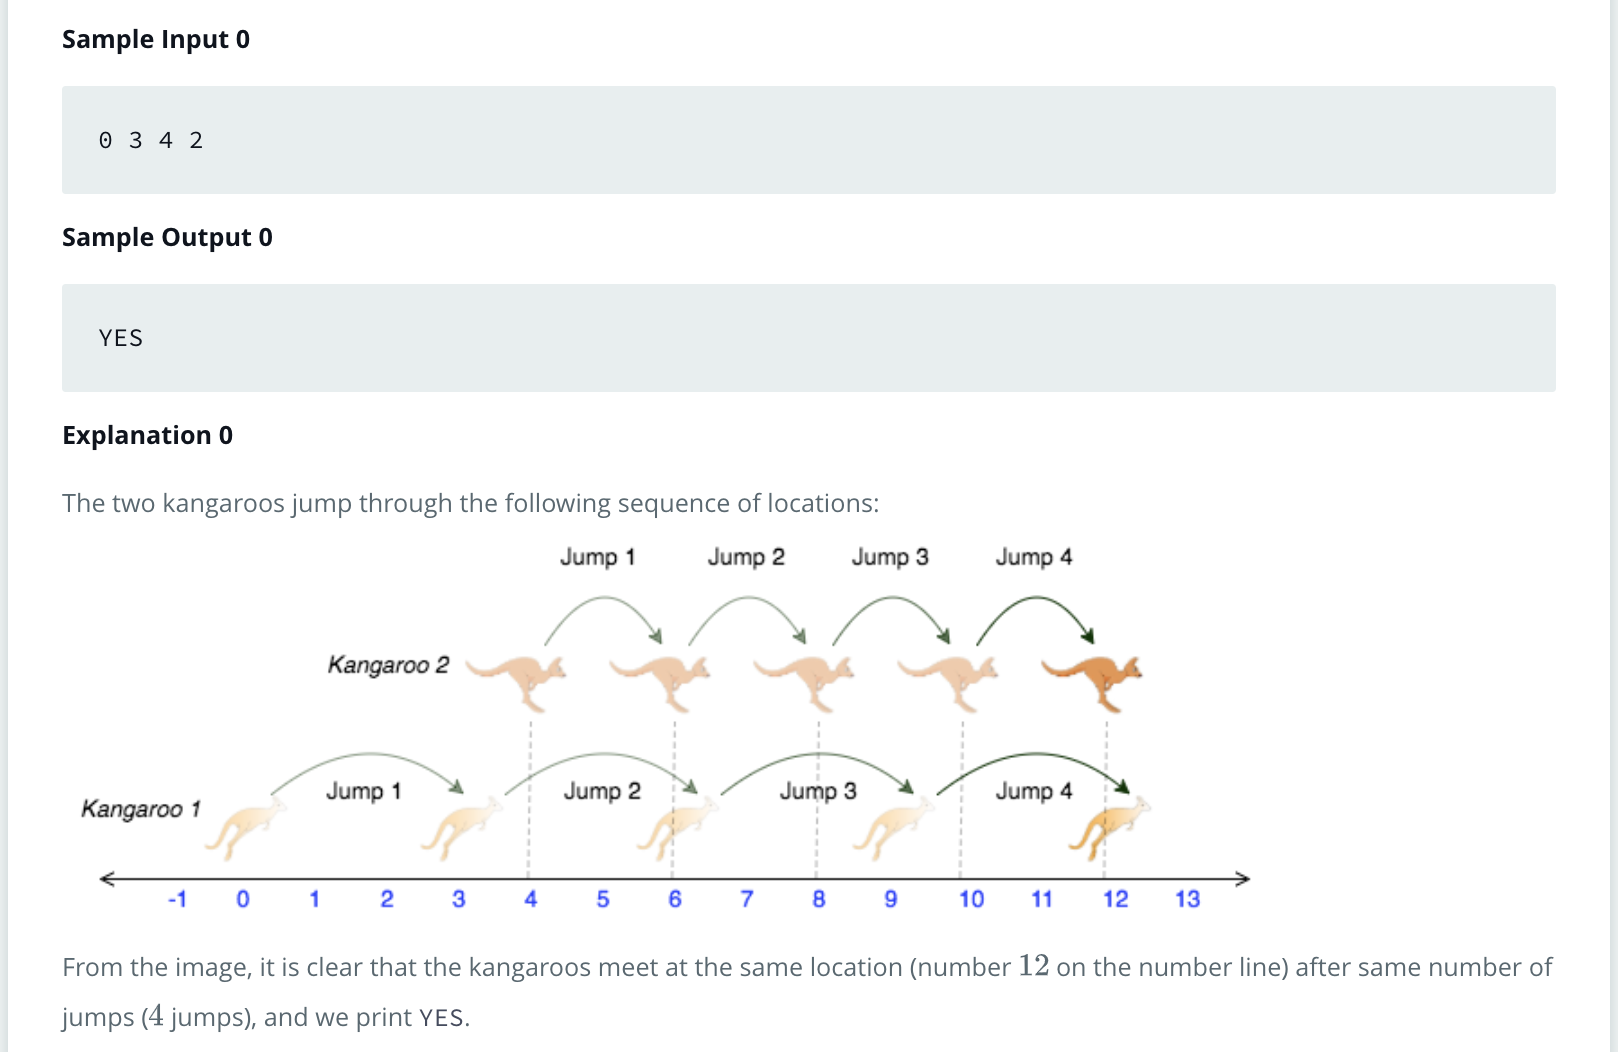 Sample Input 0
0 3 4 2
Sample Output 0
YES
Explanation 0
The two kangaroos jump through the following sequence of locations:
Jump 1 Jump 2 Jump 3 Jump 4
Kangaroo 2
Jump 1 Jump 2 Jump 3 Jump 4
Kangaroo 1
-1 0 1 2 3 4 5 6 7 8 9 10 11 12 13
From the image, it is clear that the kangaroos meet at the same location (number 12 on the number line) after same number of
jumps (4 jumps), and we print YES.